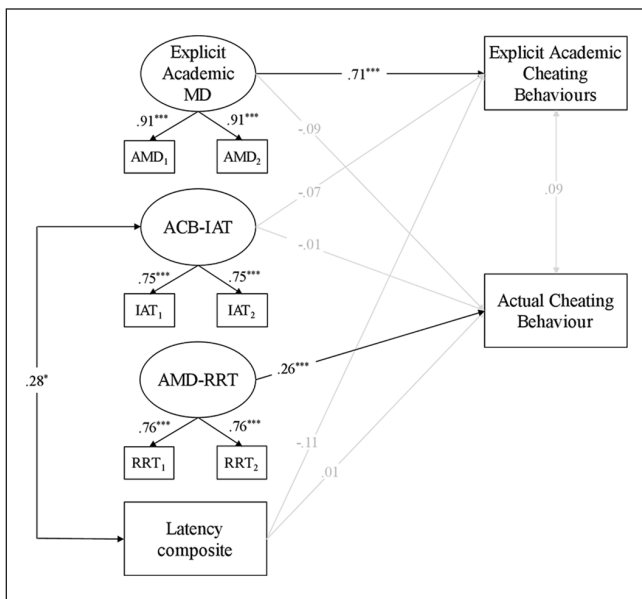 Explicit
Academic
MD
.71***
Explicit Academic
Cheating
Behaviours
.91***
.91***
AMD₁
AMD₂
-.09
-.07
.09
ACB-IAT
-.01
.75***
.75***
IAT₁
IAT₂
Actual Cheating
Behaviour
AMD-RRT
.26***
.28*
.76***
.76***
RRT₁
RRT₂
-.11
.01
Latency
composite